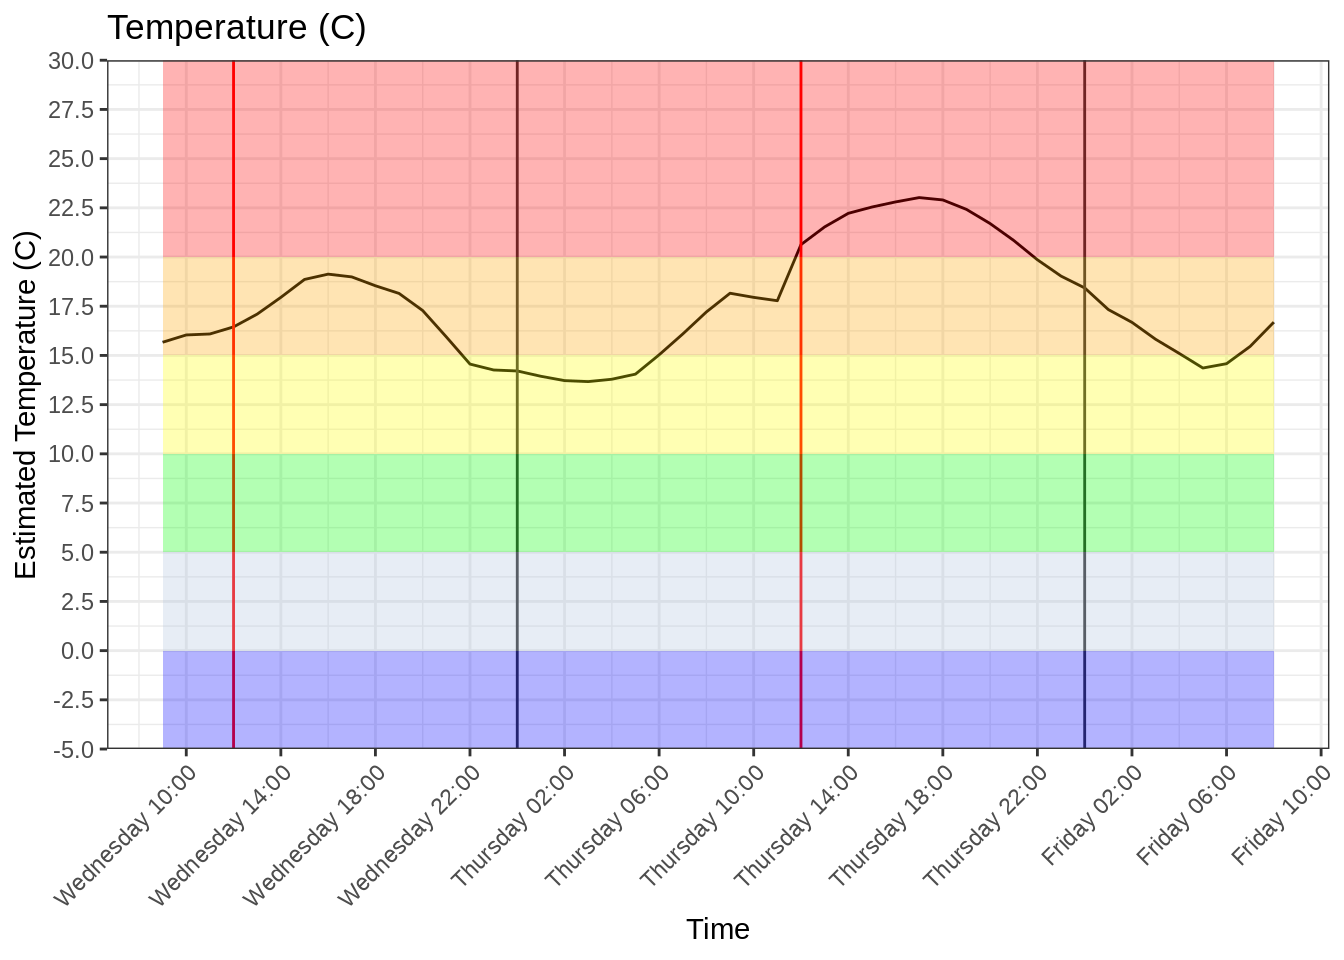 Temperature (C)
Estimated Temperature (C)
30.0
27.5
25.0
22.5
20.0
17.5
15.0
12.5
10.0
7.5
5.0
2.5
0.0
-2.5
-5.0
Wednesday 10:00
Wednesday 14:00
Wednesday 18:00
Wednesday 22:00
Thursday 02:00
Thursday 06:00
Thursday 10:00
Thursday 14:00
Thursday 18:00
Thursday 22:00
Friday 02:00
Friday 06:00
Friday 10:00
Time